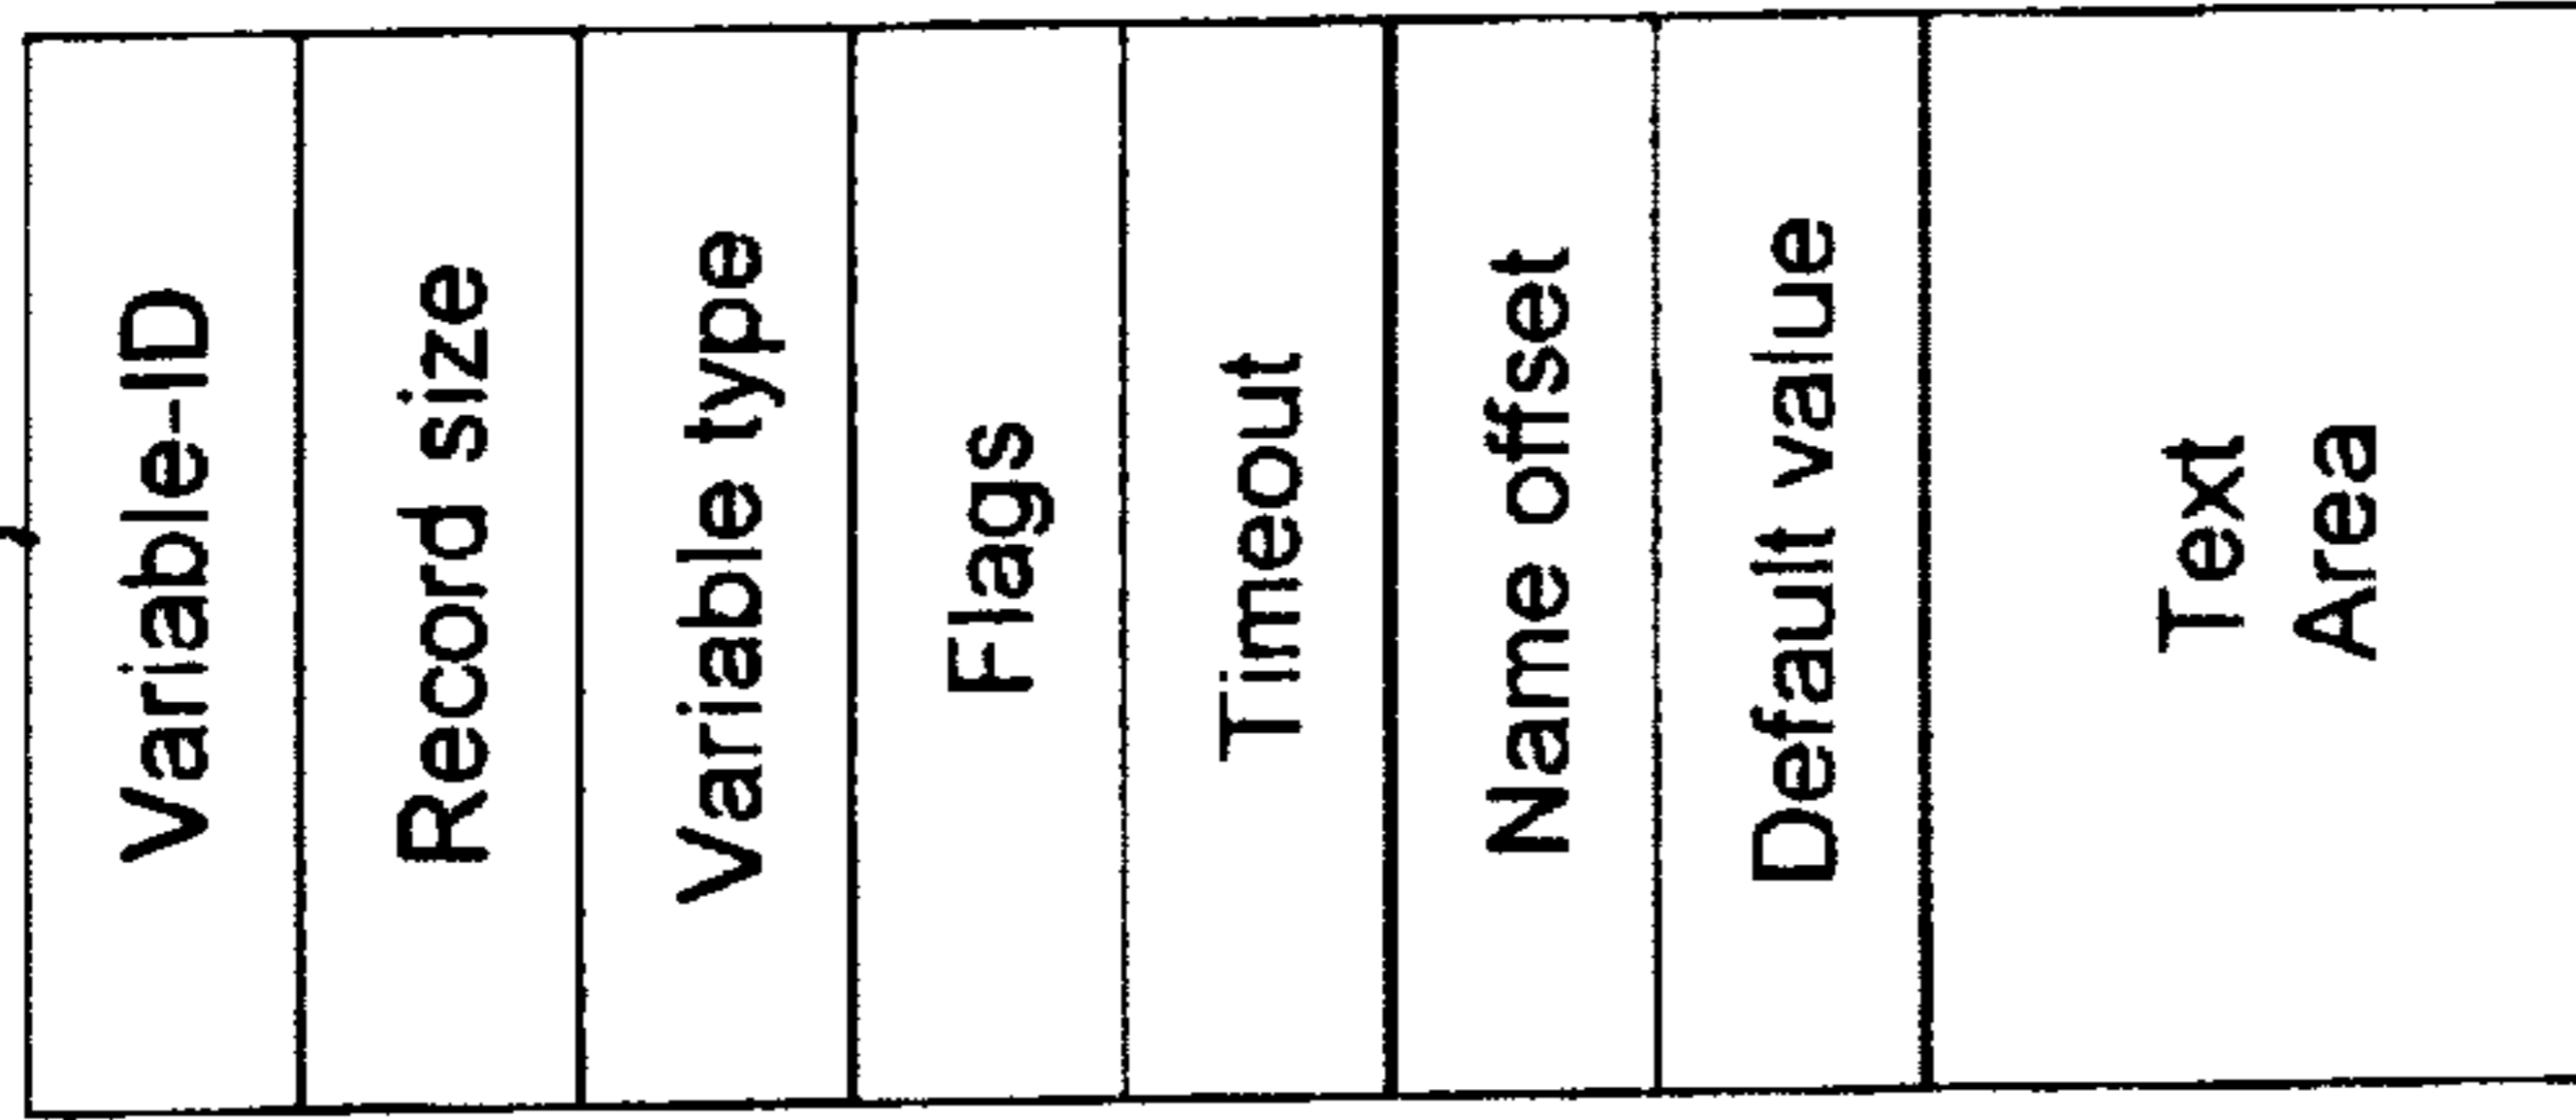 Variable-ID
Record size
Variable type
Flags
Timeout
Name offset
Default value
Text
Area